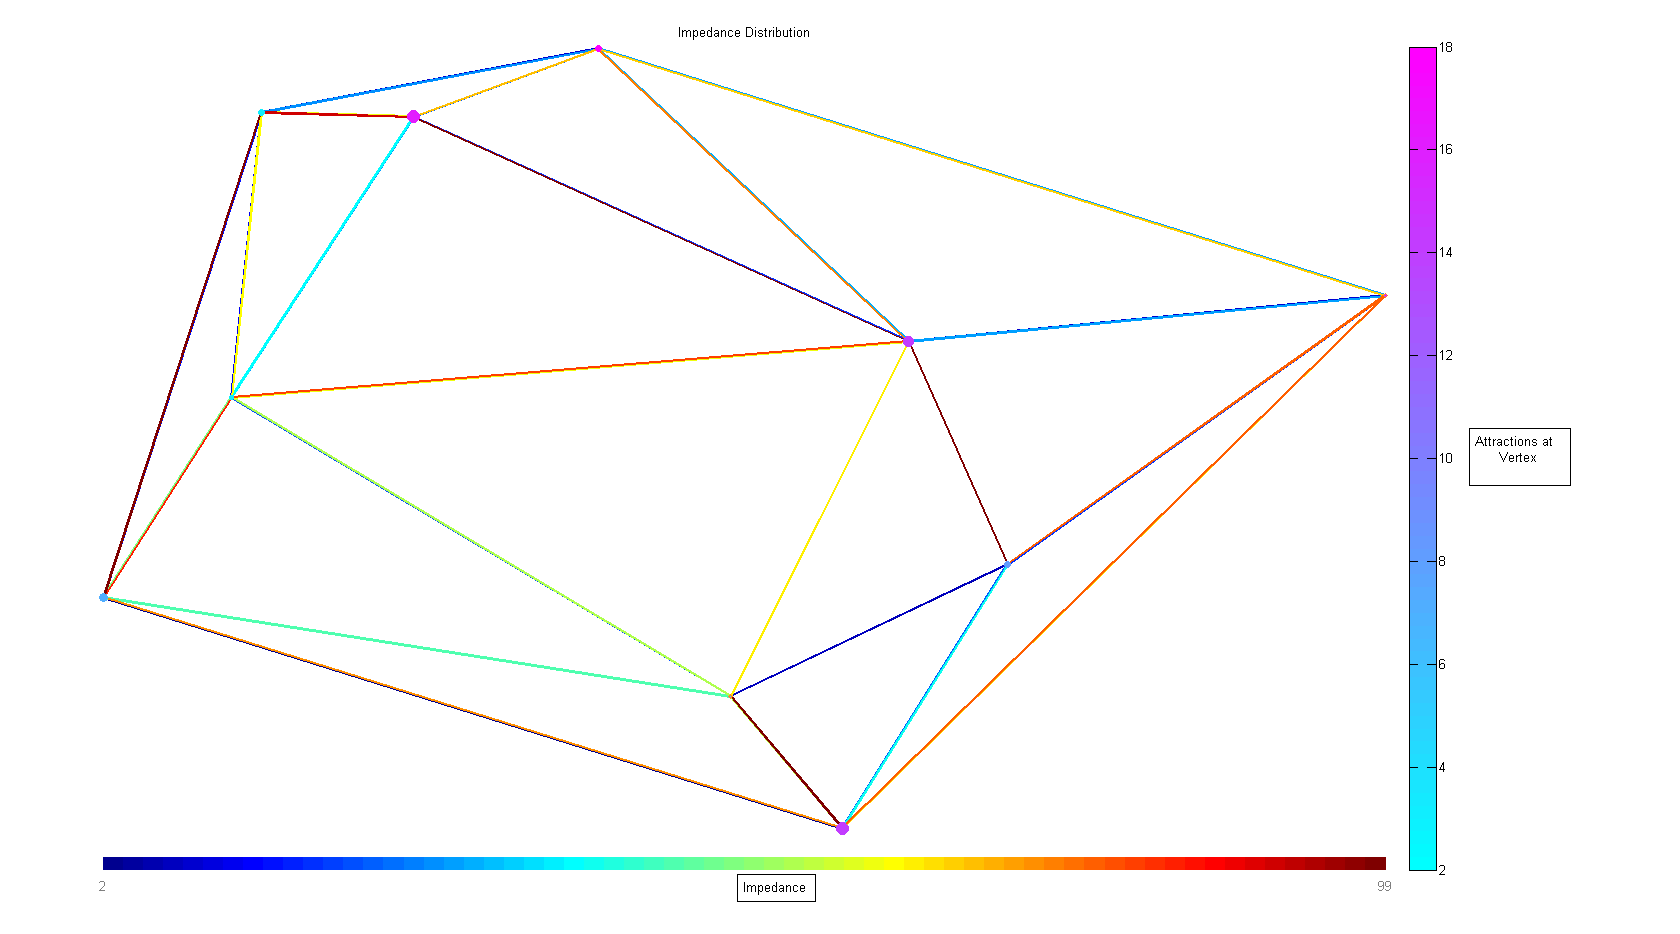 Impedance Distribution
18
16
14
12
10
8
6
4
2
Attractions at
Vertex
2
99
Impedance